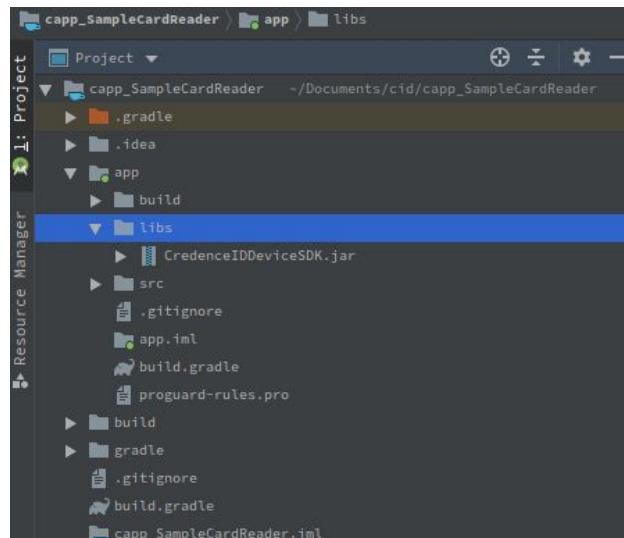 capp_SampleCardReader app libs
Project
capp_SampleCardReader ~/Documents/cid/capp_SampleCardReader
.gradle
.idea
app
build
libs
CredenceIDDeviceSDK.jar
src
.gitignore
app.iml
build.gradle
proguard-rules.pro
build
gradle
.gitignore
build.gradle
capp_SampleCardReader.iml
1: Project
Resource Manager